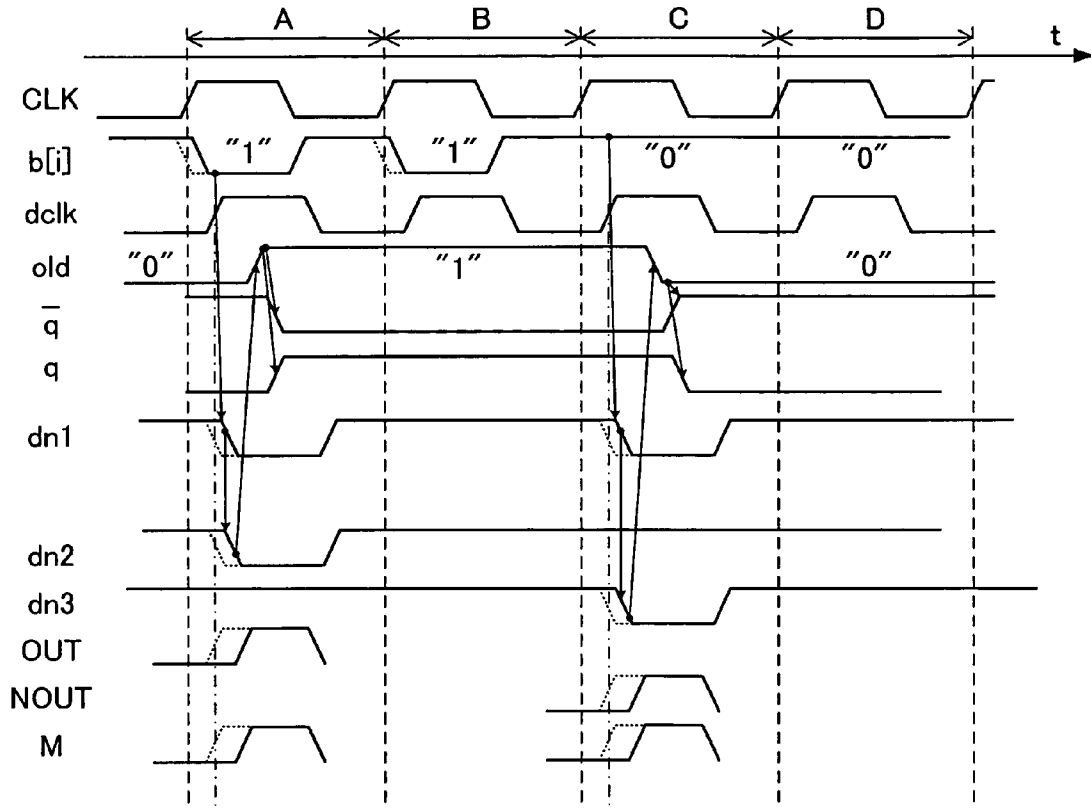 A B C D
t
CLK
b[i] "1" "1" "0" "0"
dclk
old "0" "1" "0"
q̅
q
dn1
dn2
dn3
OUT
NOUT
M